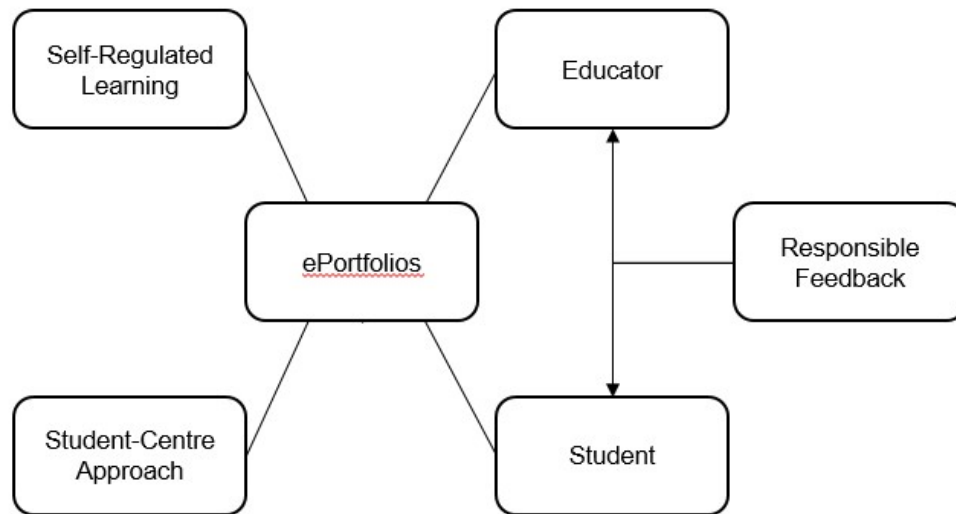 Self-Regulated
Learning
Educator
ePortfolios
Responsible
Feedback
Student-Centre
Approach
Student